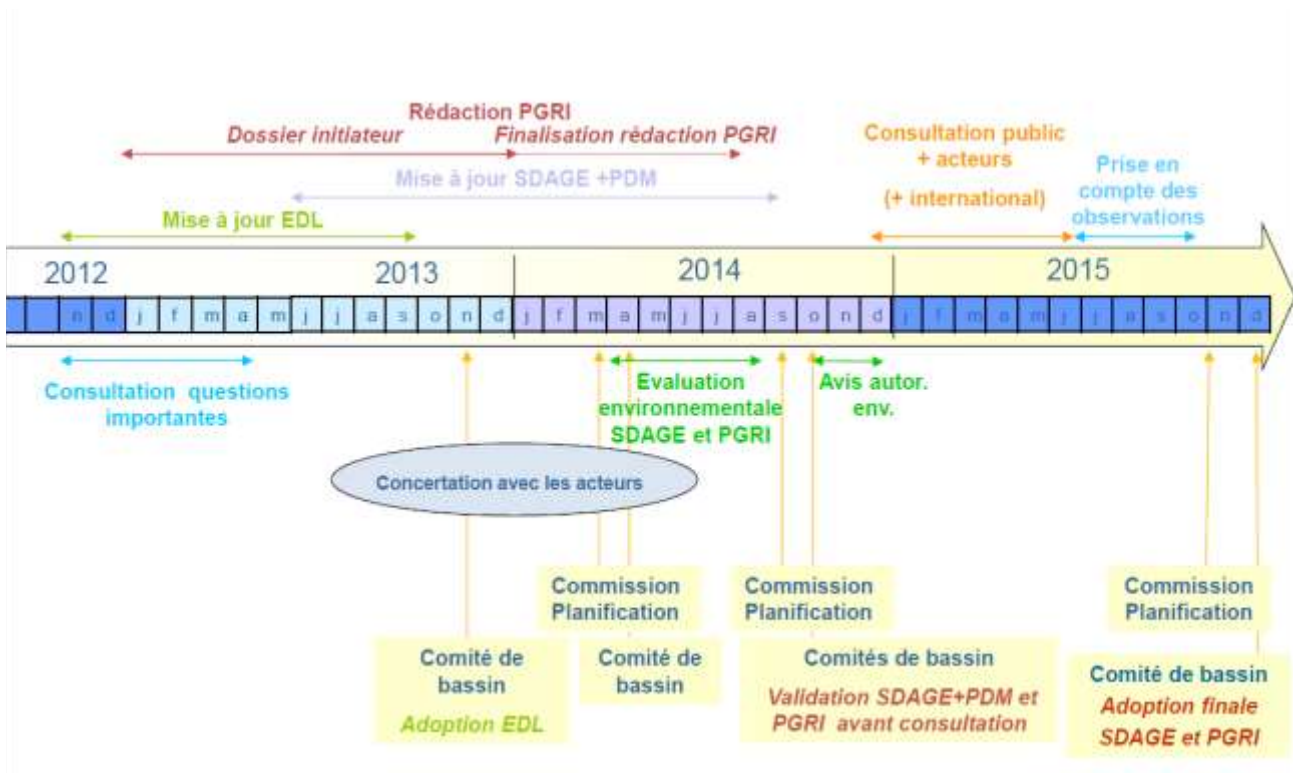 Rédaction PGRI
Dossier initiateur
Finalisation rédaction PGRI
Mise à jour SDAGE +PDM
Mise à jour EDL
Consultation public
+ acteurs
(+ international)
Prise en
compte des
observations
2012
2013
2014
2015
n d j f m a m j j a s o n d j f m a m j j a s o n d j f m a m j j a s o n d
Consultation questions
importantes
Evaluation
environnementale
SDAGE et PGRI
Avis autor.
env.
Concertation avec les acteurs
Commission
Planification
Commission
Planification
Commission
Planification
Comité de
bassin
Adoption EDL
Comité de
bassin
Comités de bassin
Validation SDAGE+PDM et
PGRI avant consultation
Comité de bassin
Adoption finale
SDAGE et PGRI